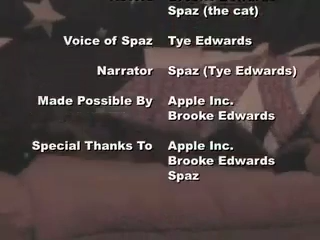 Spaz (the cat)
Voice of Spaz Tye Edwards
Narrator Spaz (Tye Edwards)
Made Possible By Apple Inc.
Brooke Edwards
Special Thanks To Apple Inc.
Brooke Edwards
Spaz